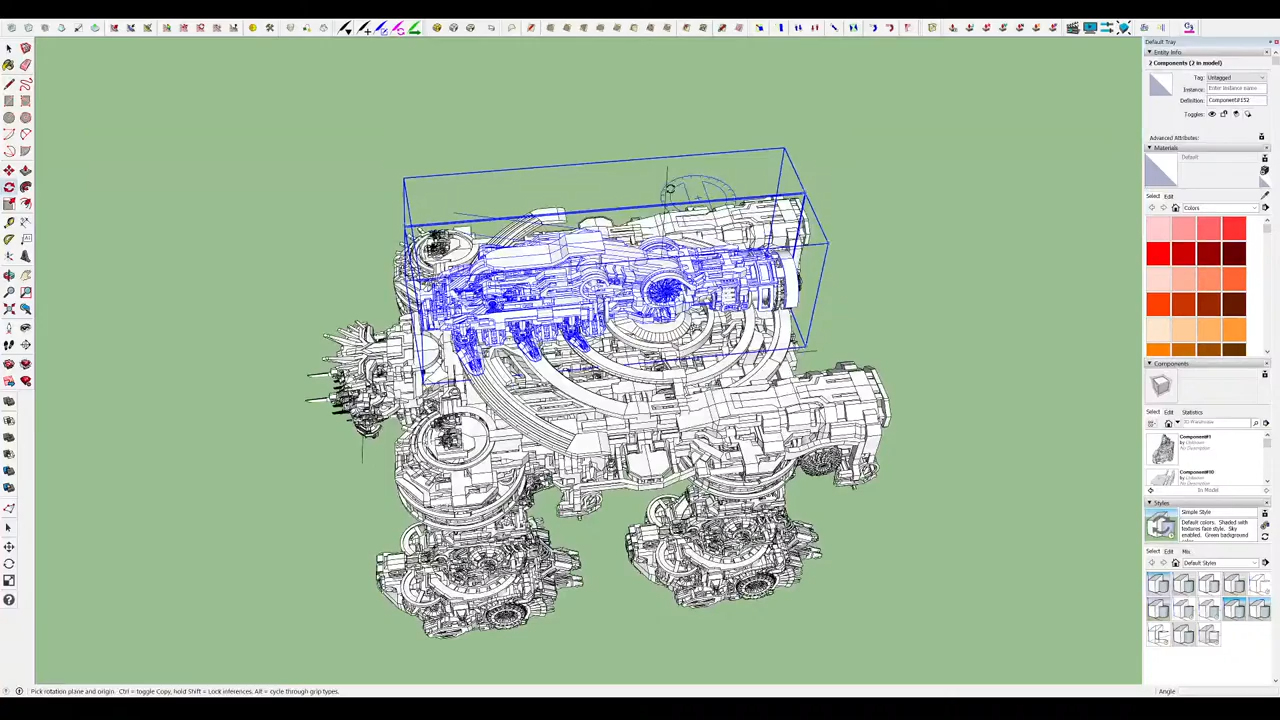 Default Tray
Entity Info
2 Components (2 in model)
Tag: Untagged
Instance: Enter instance name
Definition: Component#152
Toggles:
Advanced Attributes:
Materials
Default
Select Edit
Colors
Components
Select Edit Statistics
3D Warehouse
Component#1
by Unknown
No Description
Component#10
by Unknown
No Description
In Model
Styles
Simple Style
Default colors. Shaded with
textures face style. Sky
enabled. Green background
color.
Select Edit Mix
Default Styles
Pick rotation plane and origin. Ctrl = toggle Copy, hold Shift = Lock inferences, Alt = cycle through grip types.
Angle